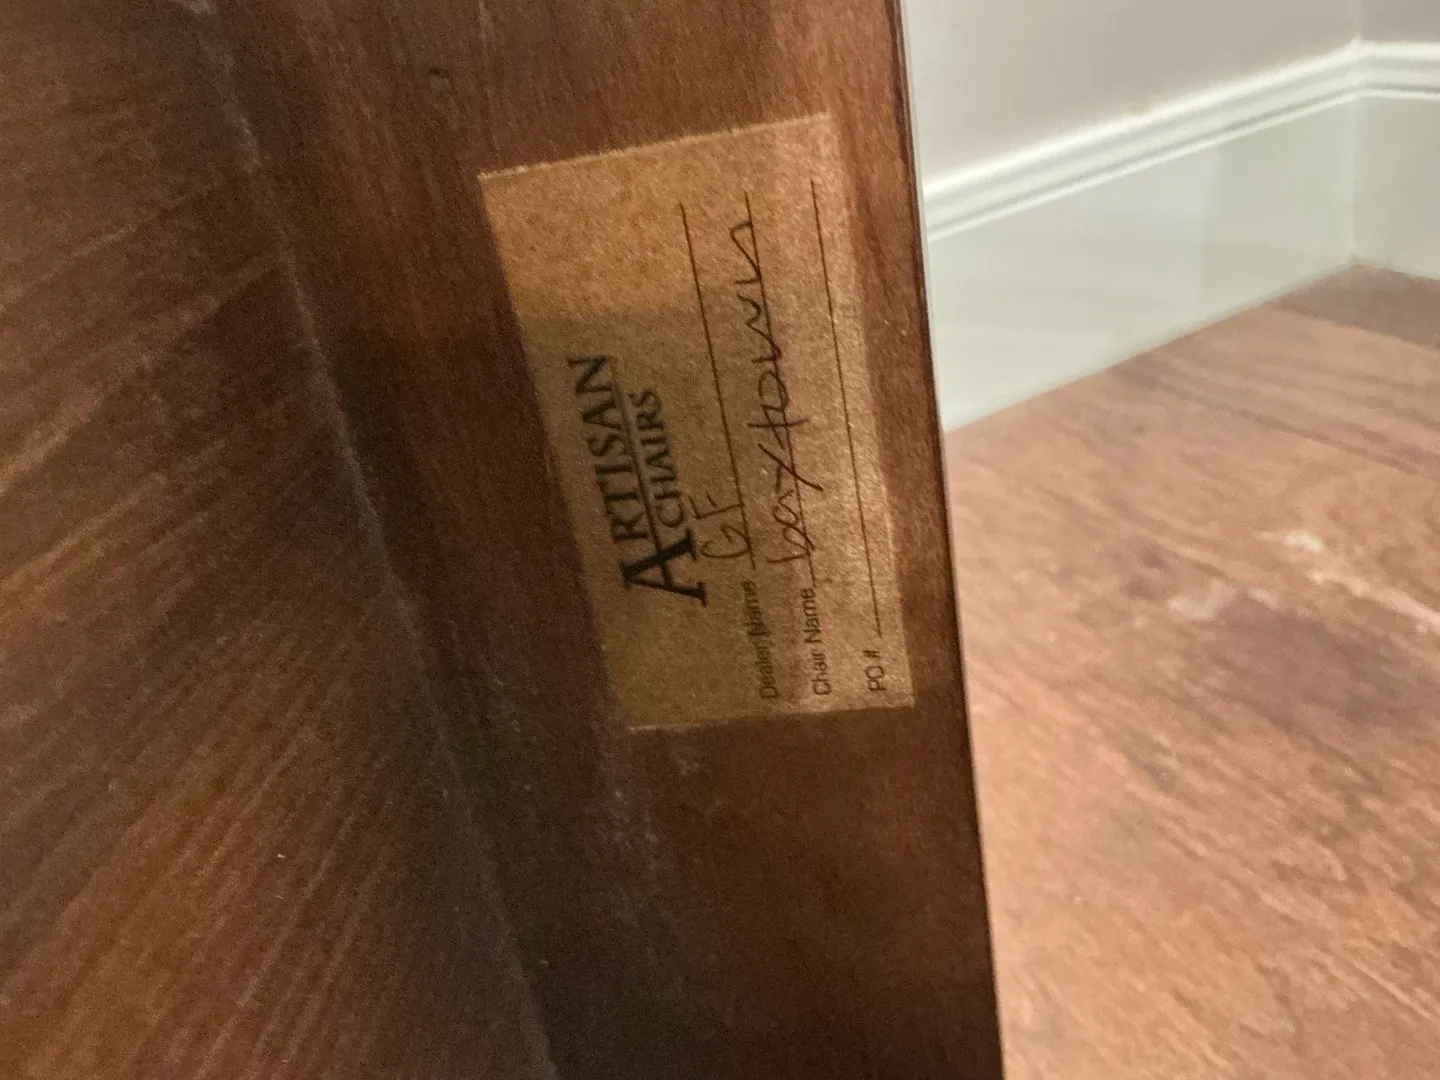 ARTISAN
CHAIRS
Dealer Name GF
Chair Name
PO #